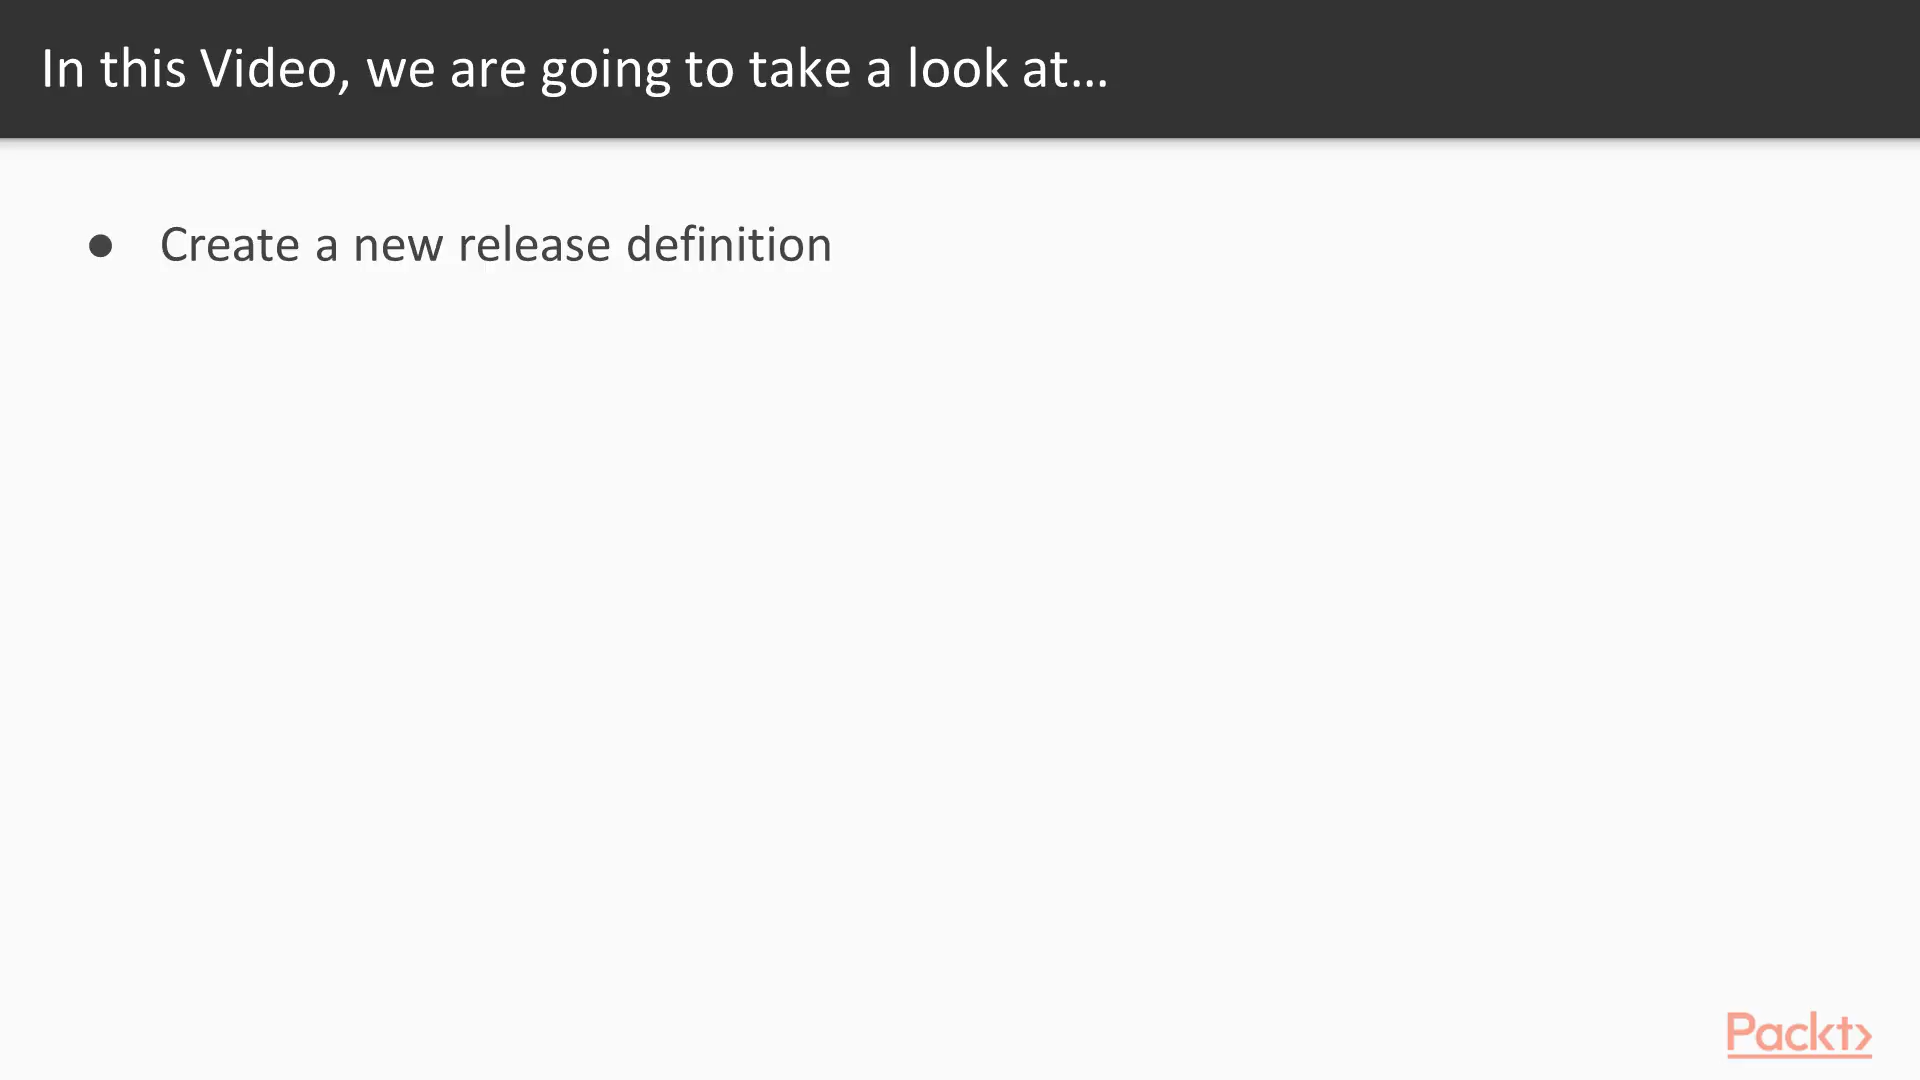 In this Video, we are going to take a look at...
● Create a new release definition
Packt>